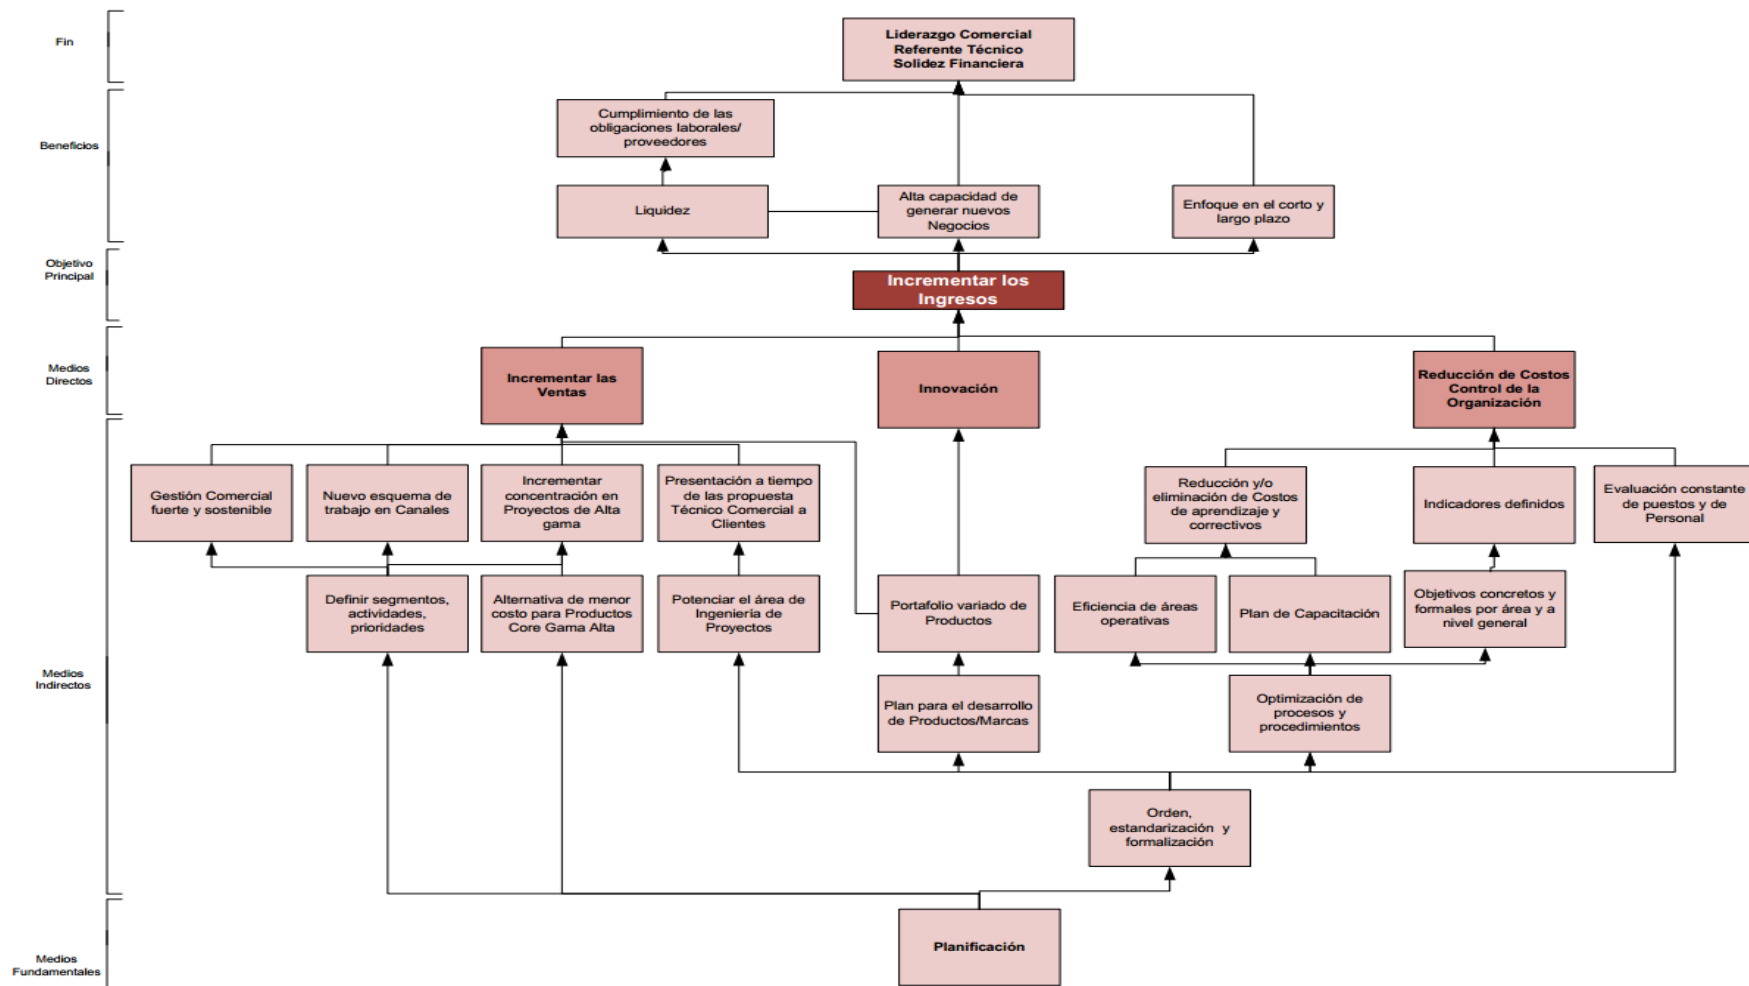 Fin
Liderazgo Comercial
Referente Técnico
Solidez Financiera
Beneficios
Cumplimiento de las
obligaciones laborales/
proveedores
Liquidez
Alta capacidad de
generar nuevos
Negocios
Enfoque en el corto y
largo plazo
Objetivo
Principal
Incrementar los
Ingresos
Medios
Directos
Incrementar las
Ventas
Innovación
Reducción de Costos
Control de la
Organización
Gestión Comercial
fuerte y sostenible
Nuevo esquema de
trabajo en Canales
Incrementar
concentración en
Proyectos de Alta
gama
Presentación a tiempo
de las propuesta
Técnico Comercial a
Clientes
Reducción y/o
eliminación de Costos
de aprendizaje y
correctivos
Indicadores definidos
Evaluación constante
de puestos y de
Personal
Definir segmentos,
actividades,
prioridades
Alternativa de menor
costo para Productos
Core Gama Alta
Potenciar el área de
Ingeniería de
Proyectos
Portafolio variado de
Productos
Eficiencia de áreas
operativas
Plan de Capacitación
Objetivos concretos y
formales por área y a
nivel general
Medios
Indirectos
Plan para el desarrollo
de Productos/Marcas
Optimización de
procesos y
procedimientos
Orden,
estandarización y
formalización
Medios
Fundamentales
Planificación